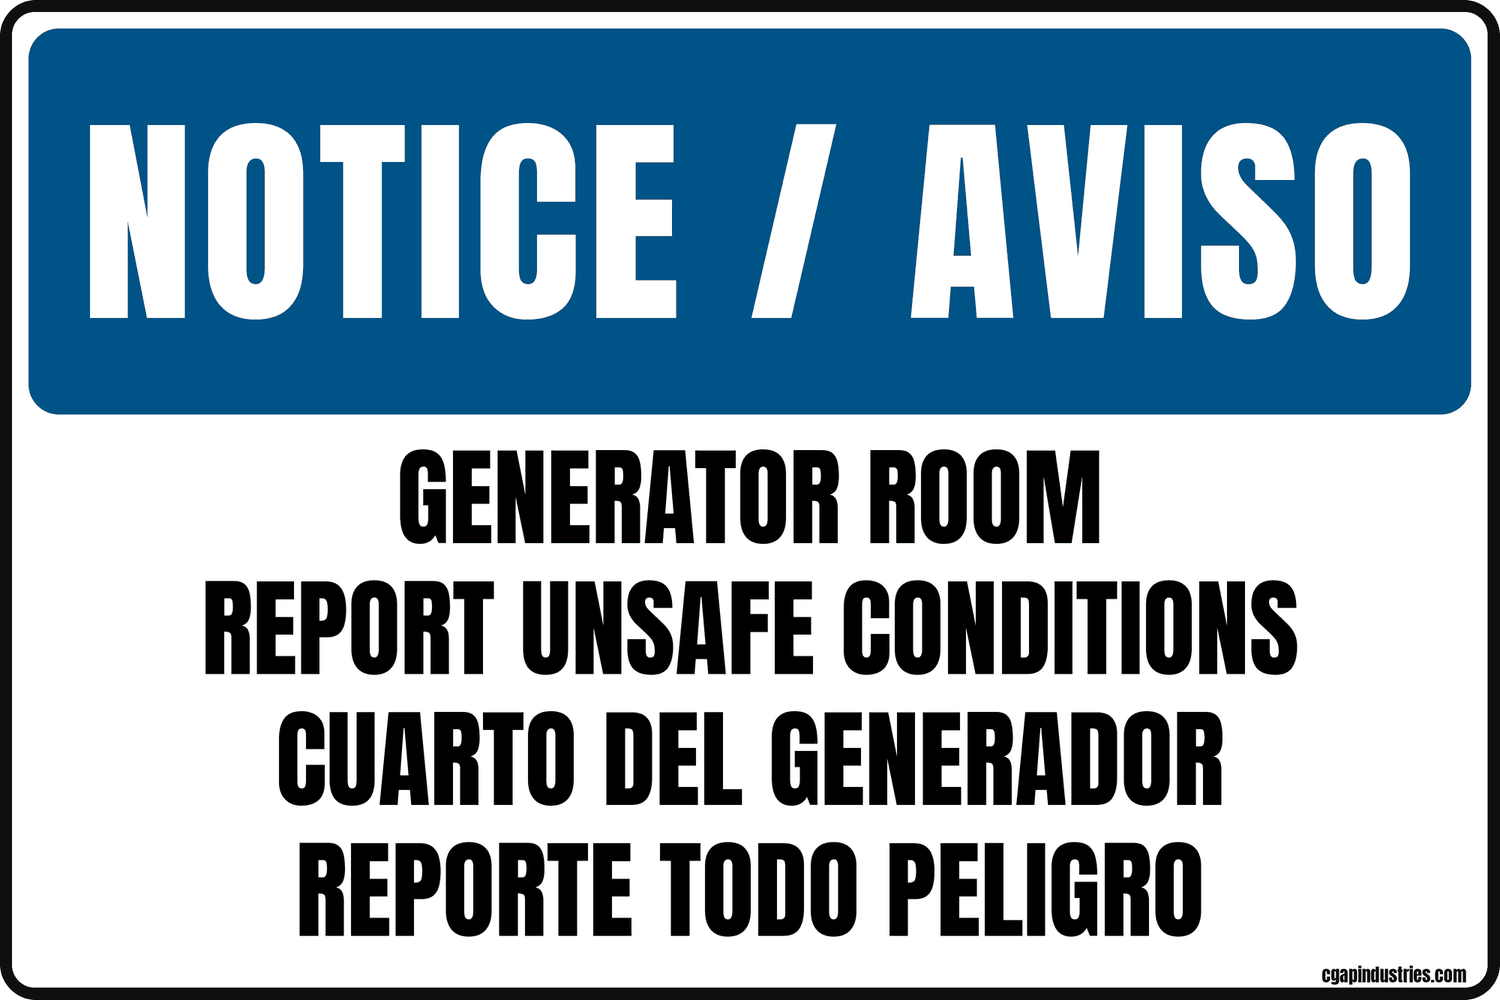 NOTICE / AVISO
GENERATOR ROOM
REPORT UNSAFE CONDITIONS
CUARTO DEL GENERADOR
REPORTE TODO PELIGRO
cgapindustries.com